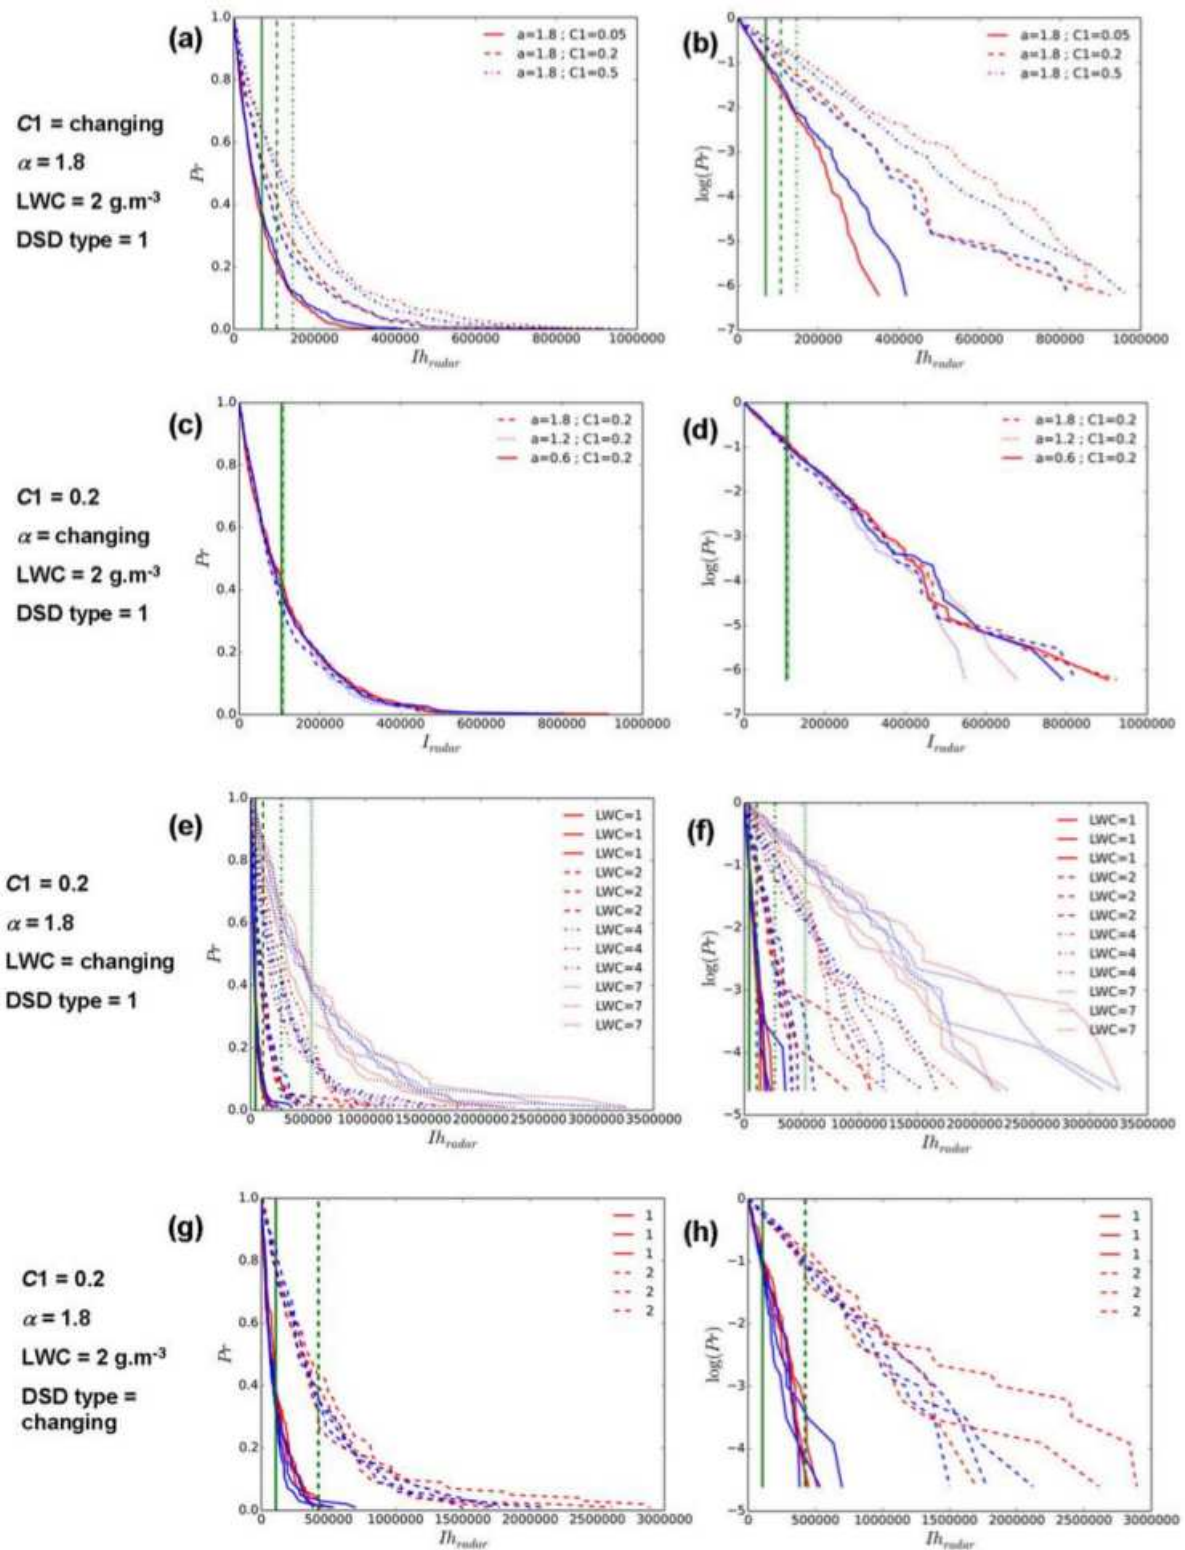 C1 = changing
α = 1.8
LWC = 2 g.m-3
DSD type = 1
(a)
1.0
0.8
0.6
0.4
0.2
0.0
Pr
a=1.8 ; C1=0.05
a=1.8 ; C1=0.2
a=1.8 ; C1=0.5
200000 400000 600000 800000 1000000
Ih_radar
(b)
0
−1
−2
−3
−4
−5
−6
−7
log(Pr)
a=1.8 ; C1=0.05
a=1.8 ; C1=0.2
a=1.8 ; C1=0.5
0 200000 400000 600000 800000 1000000
Ih_radar
C1 = 0.2
α = changing
LWC = 2 g.m-3
DSD type = 1
(c)
1.0
0.8
0.6
0.4
0.2
0.0
Pr
a=1.8 ; C1=0.2
a=1.2 ; C1=0.2
a=0.6 ; C1=0.2
0 200000 400000 600000 800000 1000000
I_radar
(d)
0
−1
−2
−3
−4
−5
−6
−7
log(Pr)
a=1.8 ; C1=0.2
a=1.2 ; C1=0.2
a=0.6 ; C1=0.2
0 200000 400000 600000 800000 1000000
I_radar
C1 = 0.2
α = 1.8
LWC = changing
DSD type = 1
(e)
1.0
0.8
0.6
0.4
0.2
0.0
Pr
LWC=1
LWC=1
LWC=1
LWC=2
LWC=2
LWC=2
LWC=4
LWC=4
LWC=4
LWC=7
LWC=7
LWC=7
0 500000 1000000 1500000 2000000 2500000 3000000 3500000
Ih_radar
(f)
0
−1
−2
−3
−4
−5
log(Pr)
LWC=1
LWC=1
LWC=1
LWC=2
LWC=2
LWC=2
LWC=4
LWC=4
LWC=4
LWC=7
LWC=7
LWC=7
0 500000 1000000 1500000 2000000 2500000 3000000 3500000
Ih_radar
C1 = 0.2
α = 1.8
LWC = 2 g.m-3
DSD type =
changing
(g)
1.0
0.8
0.6
0.4
0.2
0.0
Pr
1
1
1
2
2
2
0 500000 1000000 1500000 2000000 2500000 3000000
Ih_radar
(h)
0
−1
−2
−3
−4
−5
log(Pr)
1
1
1
2
2
2
0 500000 1000000 1500000 2000000 2500000 3000000
Ih_radar